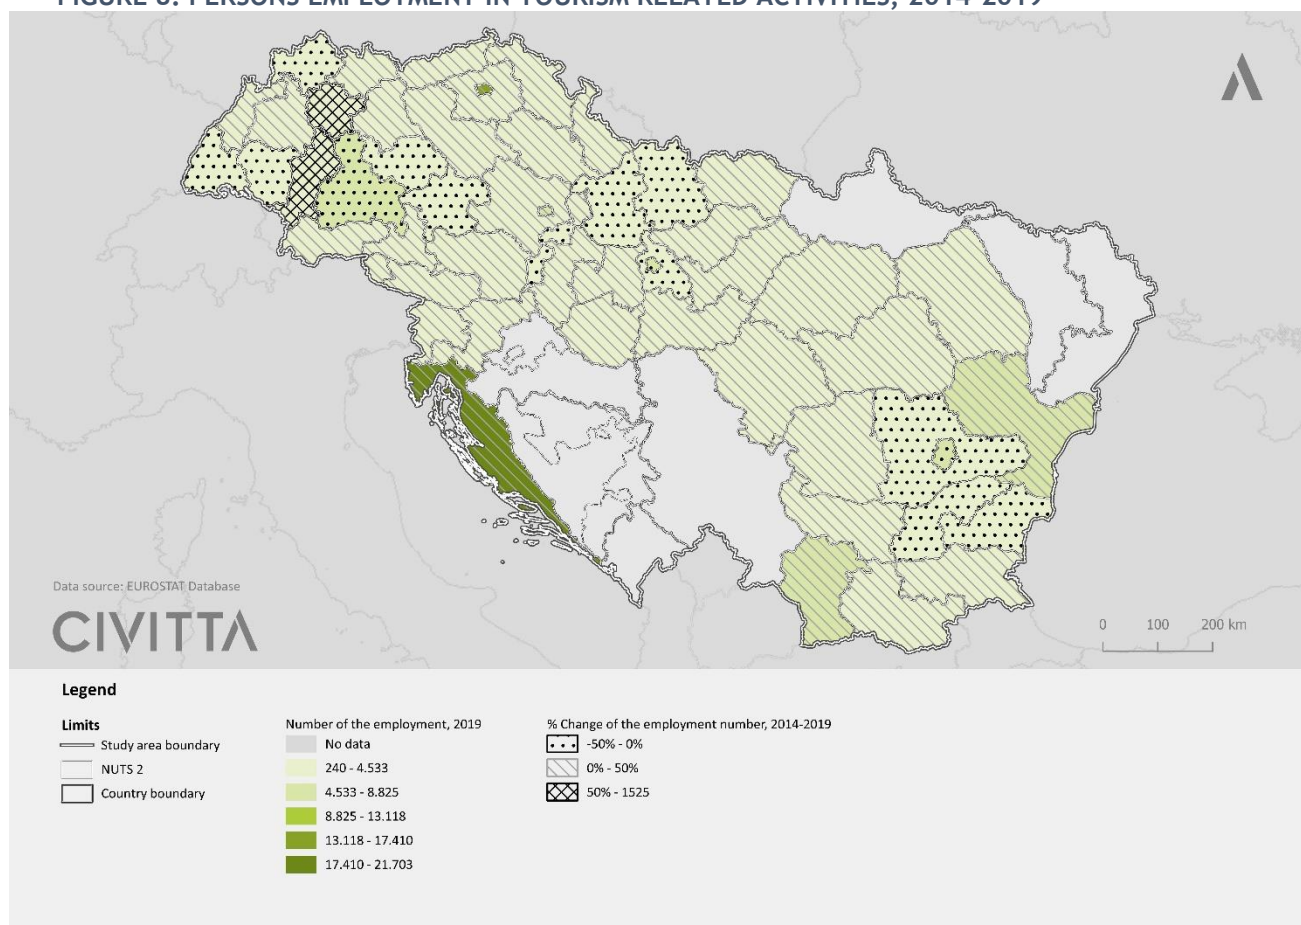 FIGURE 8: PERSONS EMPLOYMENT IN TOURISM RELATED ACTIVITIES, 2014-2019
Data source: EUROSTAT Database
CIVITTA
0 100 200 km
Legend
Limits
Study area boundary
NUTS 2
Country boundary
Number of the employment, 2019
No data
240 - 4.533
4.533 - 8.825
8.825 - 13.118
13.118 - 17.410
17.410 - 21.703
% Change of the employment number, 2014-2019
-50% - 0%
0% - 50%
50% - 1525